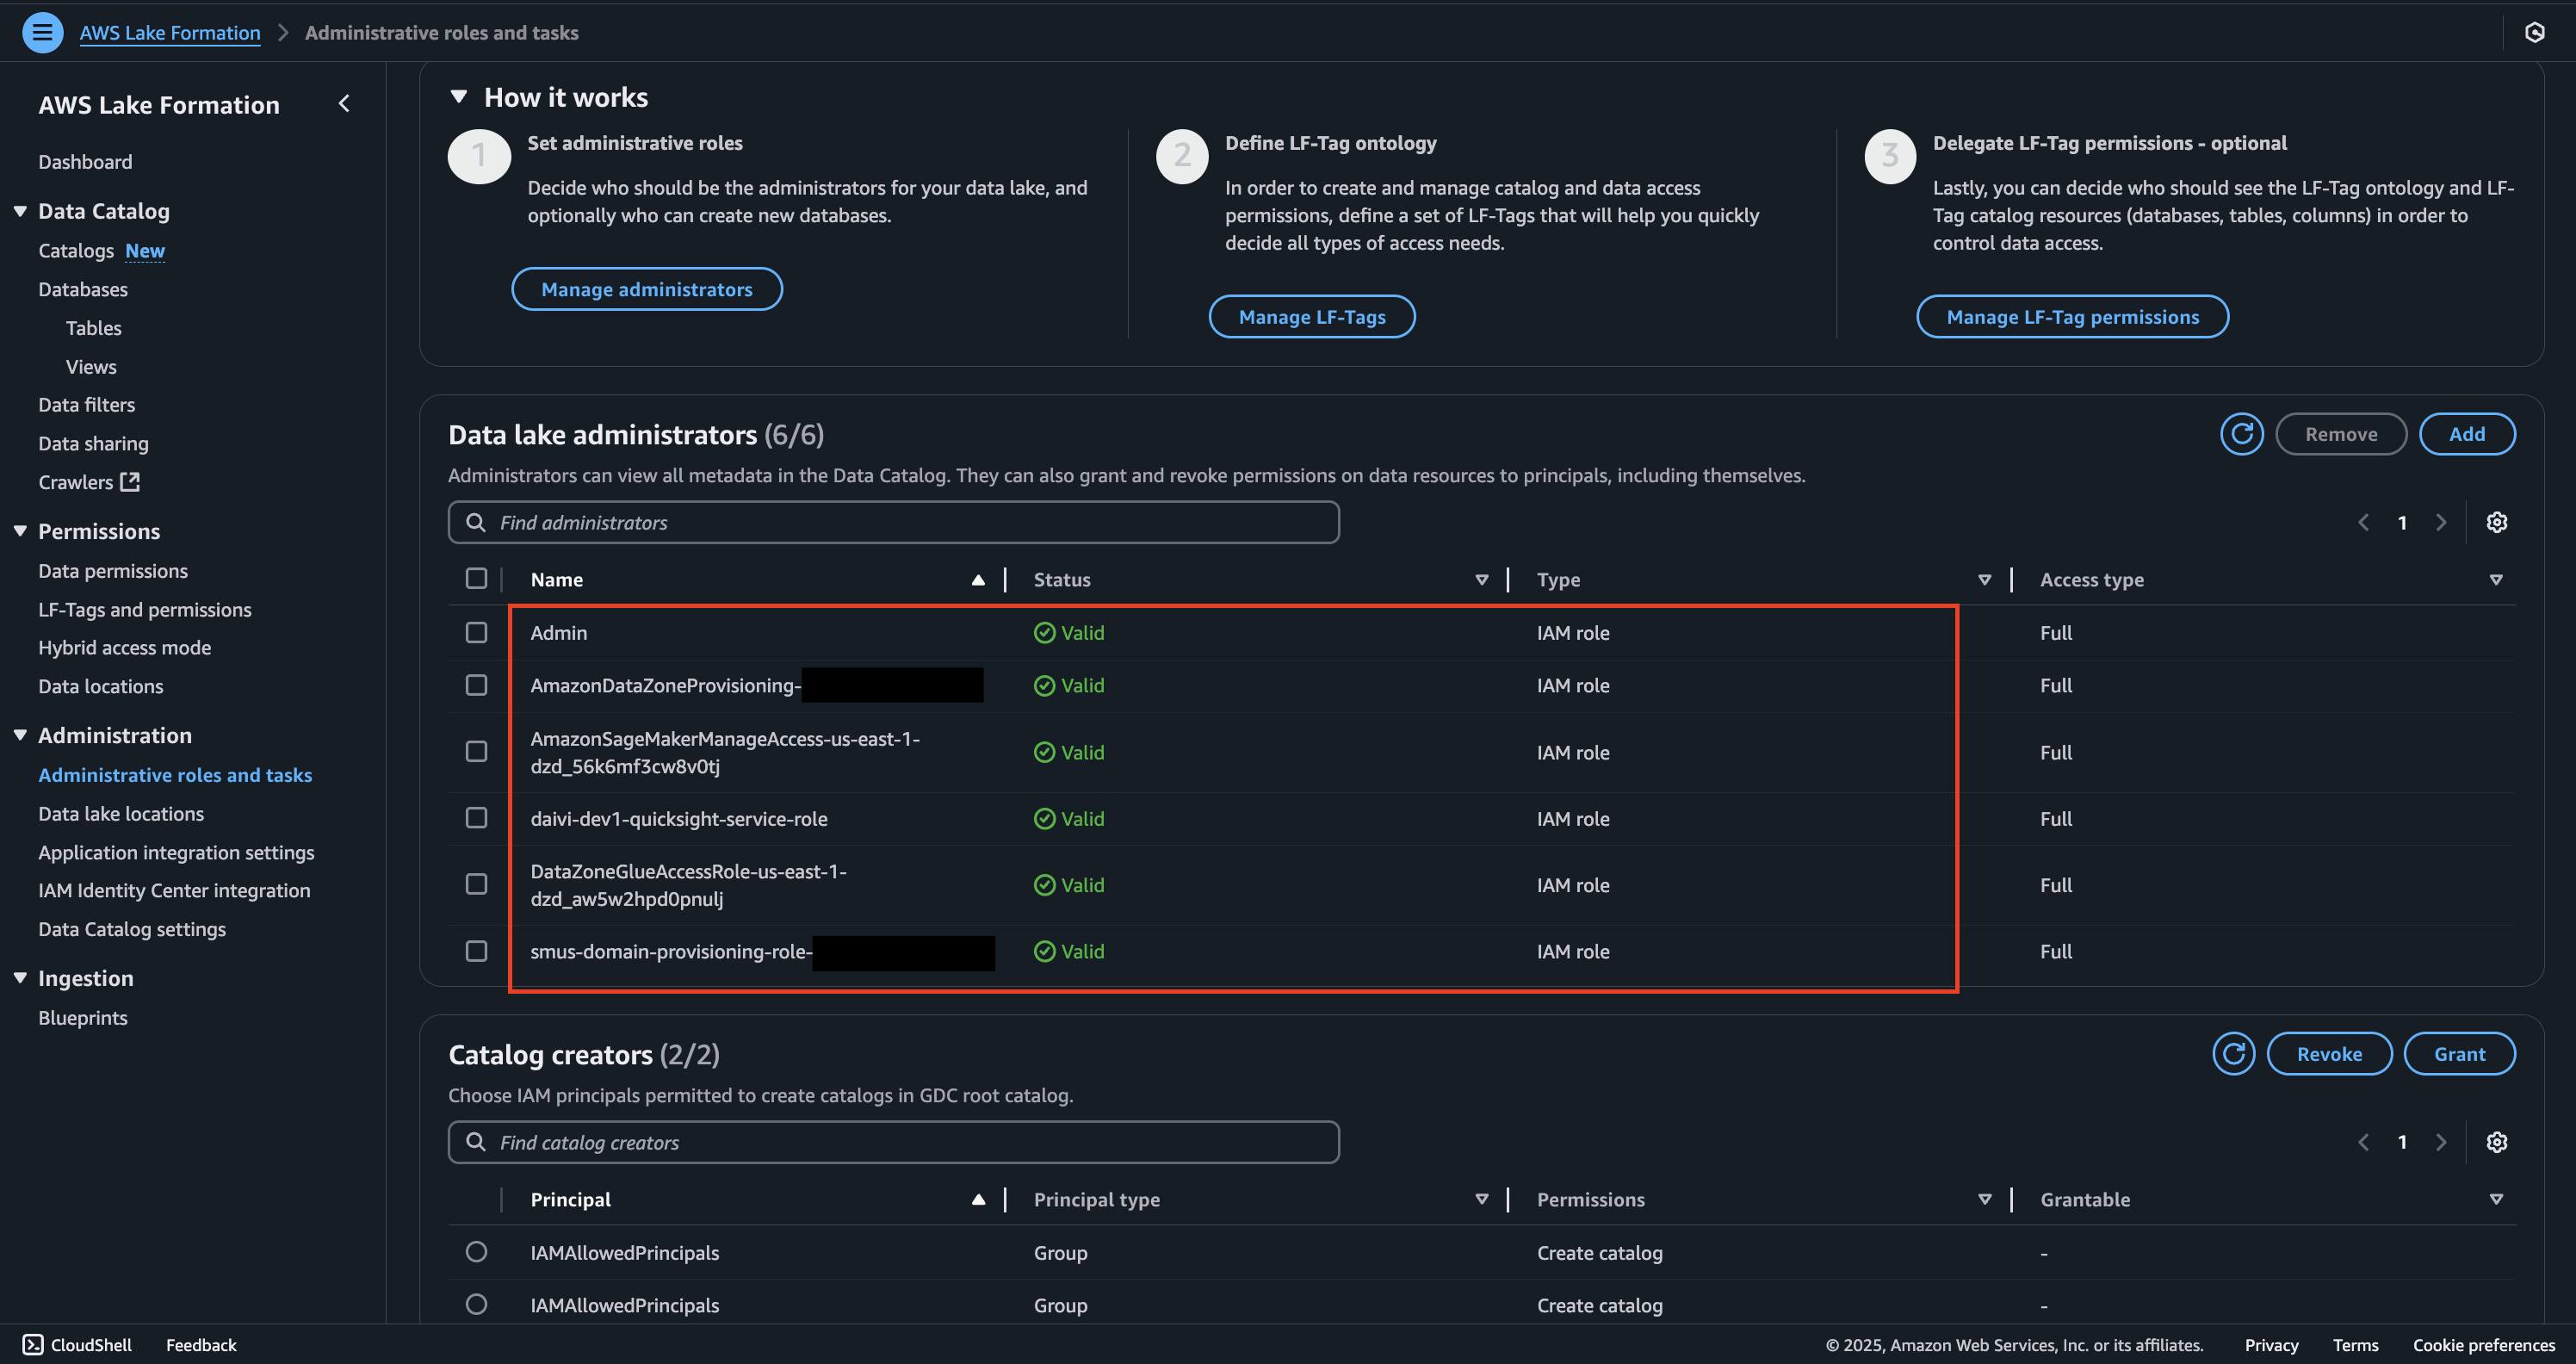 AWS Lake Formation > Administrative roles and tasks
AWS Lake Formation
Dashboard
Data Catalog
Catalogs New
Databases
Tables
Views
Data filters
Data sharing
Crawlers
Permissions
Data permissions
LF-Tags and permissions
Hybrid access mode
Data locations
Administration
Administrative roles and tasks
Data lake locations
Application integration settings
IAM Identity Center integration
Data Catalog settings
Ingestion
Blueprints
How it works
1
Set administrative roles
Decide who should be the administrators for your data lake, and
optionally who can create new databases.
Manage administrators
2
Define LF-Tag ontology
In order to create and manage catalog and data access
permissions, define a set of LF-Tags that will help you quickly
decide all types of access needs.
Manage LF-Tags
3
Delegate LF-Tag permissions - optional
Lastly, you can decide who should see the LF-Tag ontology and LF-
Tag catalog resources (databases, tables, columns) in order to
control data access.
Manage LF-Tag permissions
Data lake administrators (6/6)
Remove
Add
Administrators can view all metadata in the Data Catalog. They can also grant and revoke permissions on data resources to principals, including themselves.
Find administrators
1
Name Status Type Access type
Admin Valid IAM role Full
AmazonDataZoneProvisioning- Valid IAM role Full
AmazonSageMakerManageAccess-us-east-1-
dzd_56k6mf3cw8v0tj Valid IAM role Full
daivi-dev1-quicksight-service-role Valid IAM role Full
DataZoneGlueAccessRole-us-east-1-
dzd_aw5w2hpd0pnulj Valid IAM role Full
smus-domain-provisioning-role- Valid IAM role Full
Catalog creators (2/2)
Revoke
Grant
Choose IAM principals permitted to create catalogs in GDC root catalog.
Find catalog creators
1
Principal Principal type Permissions Grantable
IAMAllowedPrincipals Group Create catalog -
IAMAllowedPrincipals Group Create catalog -
CloudShell Feedback © 2025, Amazon Web Services, Inc. or its affiliates. Privacy Terms Cookie preferences